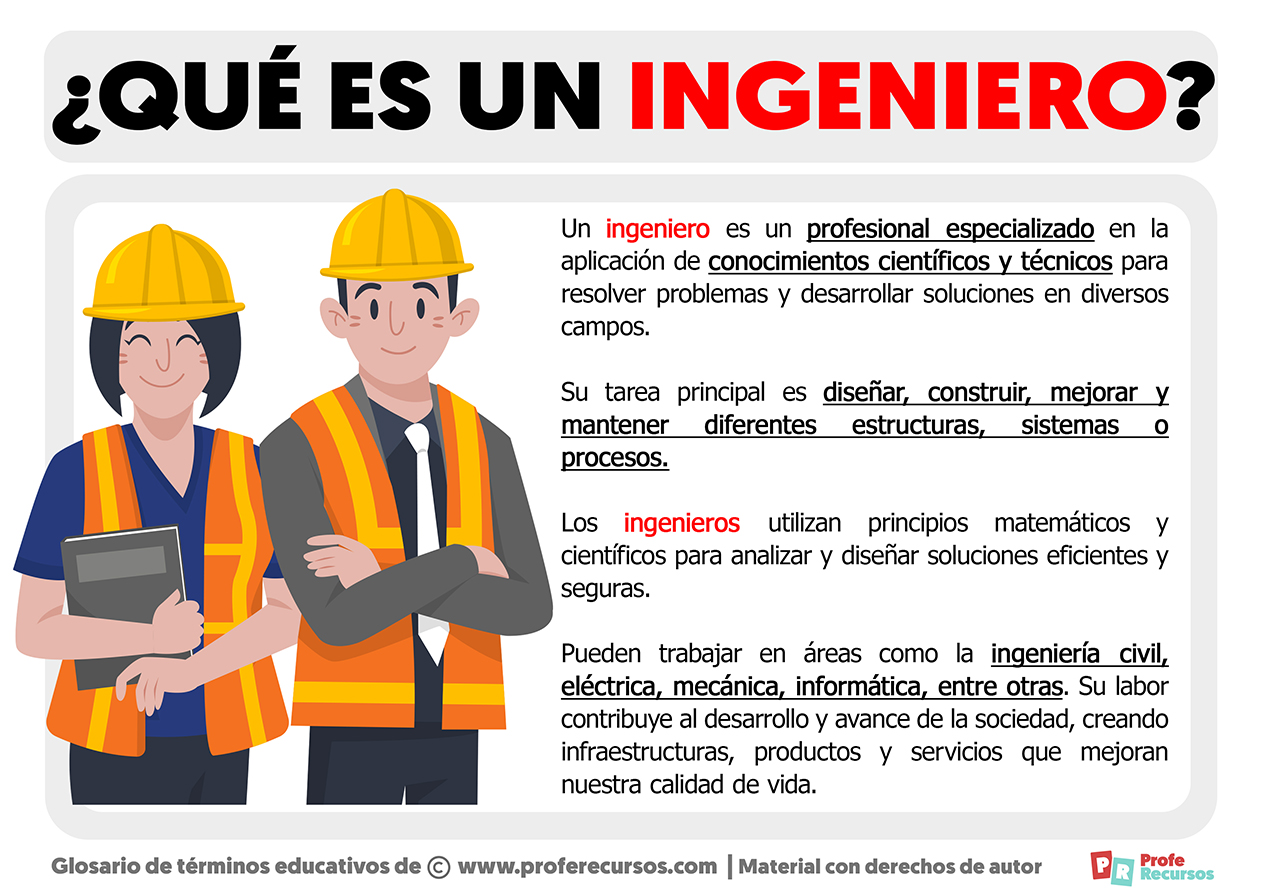 ¿QUÉ ES UN INGENIERO?
Un ingeniero es un profesional especializado en la
aplicación de conocimientos científicos y técnicos para
resolver problemas y desarrollar soluciones en diversos
campos.
Su tarea principal es diseñar, construir, mejorar y
mantener diferentes estructuras, sistemas o
procesos.
Los ingenieros utilizan principios matemáticos y
científicos para analizar y diseñar soluciones eficientes y
seguras.
Pueden trabajar en áreas como la ingeniería civil,
eléctrica, mecánica, informática, entre otras. Su labor
contribuye al desarrollo y avance de la sociedad, creando
infraestructuras, productos y servicios que mejoran
nuestra calidad de vida.
Glosario de términos educativos de © www.proferecursos.com | Material con derechos de autor
PR Profe
Recursos